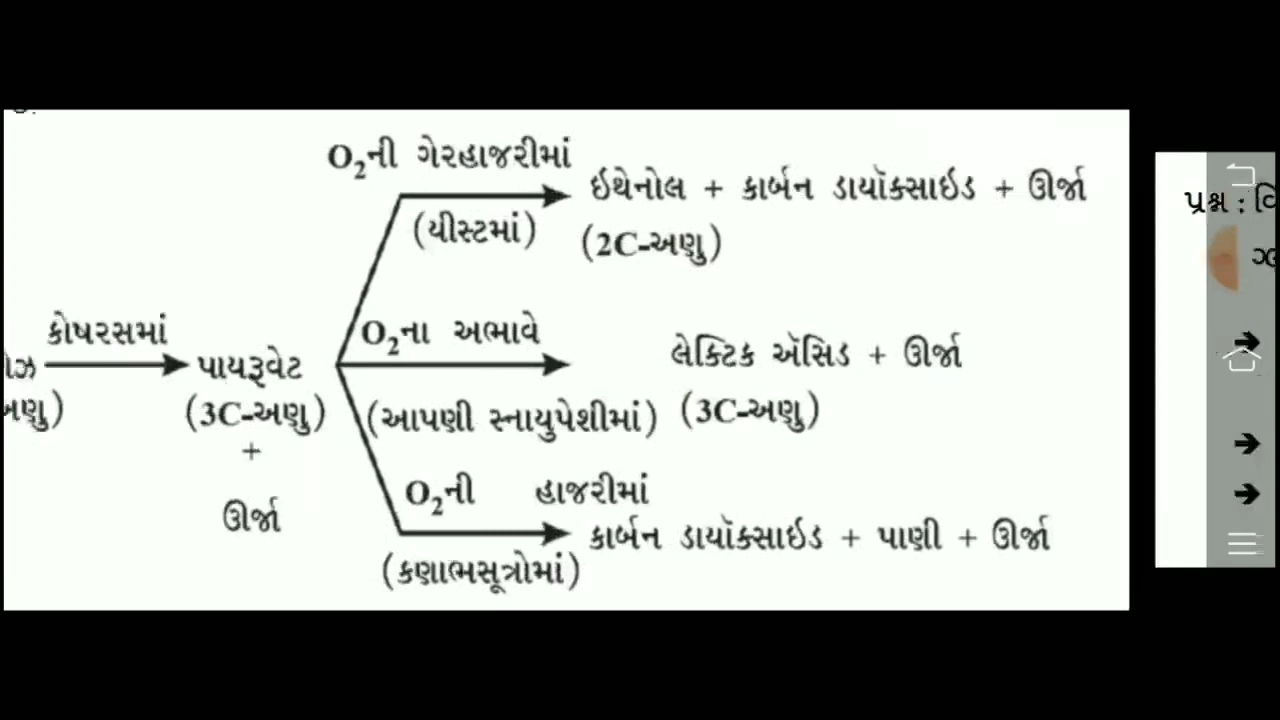 O₂ની ગેરહાજરીમાં
ઇથેનોલ + કાર્બન ડાયૉક્સાઇડ + ઊર્જા
(યીસ્ટમાં)
(2C-અણુ)
કોષરસમાં
O₂ના અભાવે
પાયરૂવેટ
લેક્ટિક ઍસિડ + ઊર્જા
(3C-અણુ)
(આપણી સ્નાયુપેશીમાં)
(3C-અણુ)
+
ઊર્જા
O₂ની હાજરીમાં
કાર્બન ડાયૉક્સાઇડ + પાણી + ઊર્જા
(કણાભસૂત્રોમાં)
પ્રશ્ન :